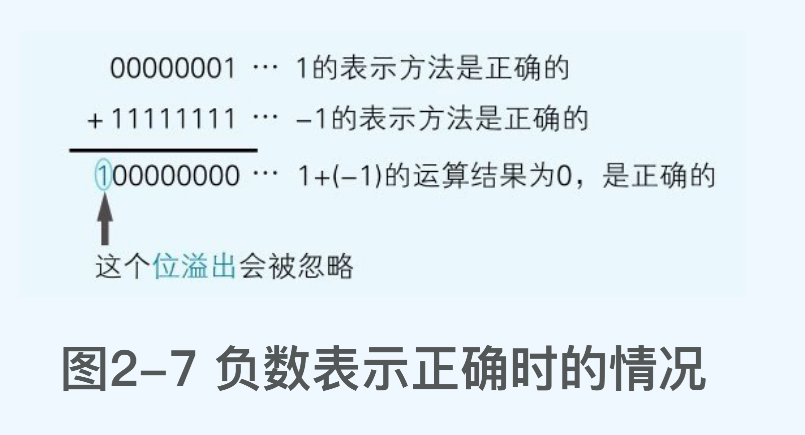 00000001 … 1的表示方法是正确的
+11111111 … -1的表示方法是正确的
100000000 … 1+(-1)的运算结果为0，是正确的
这个位溢出会被忽略
图2-7 负数表示正确时的情况